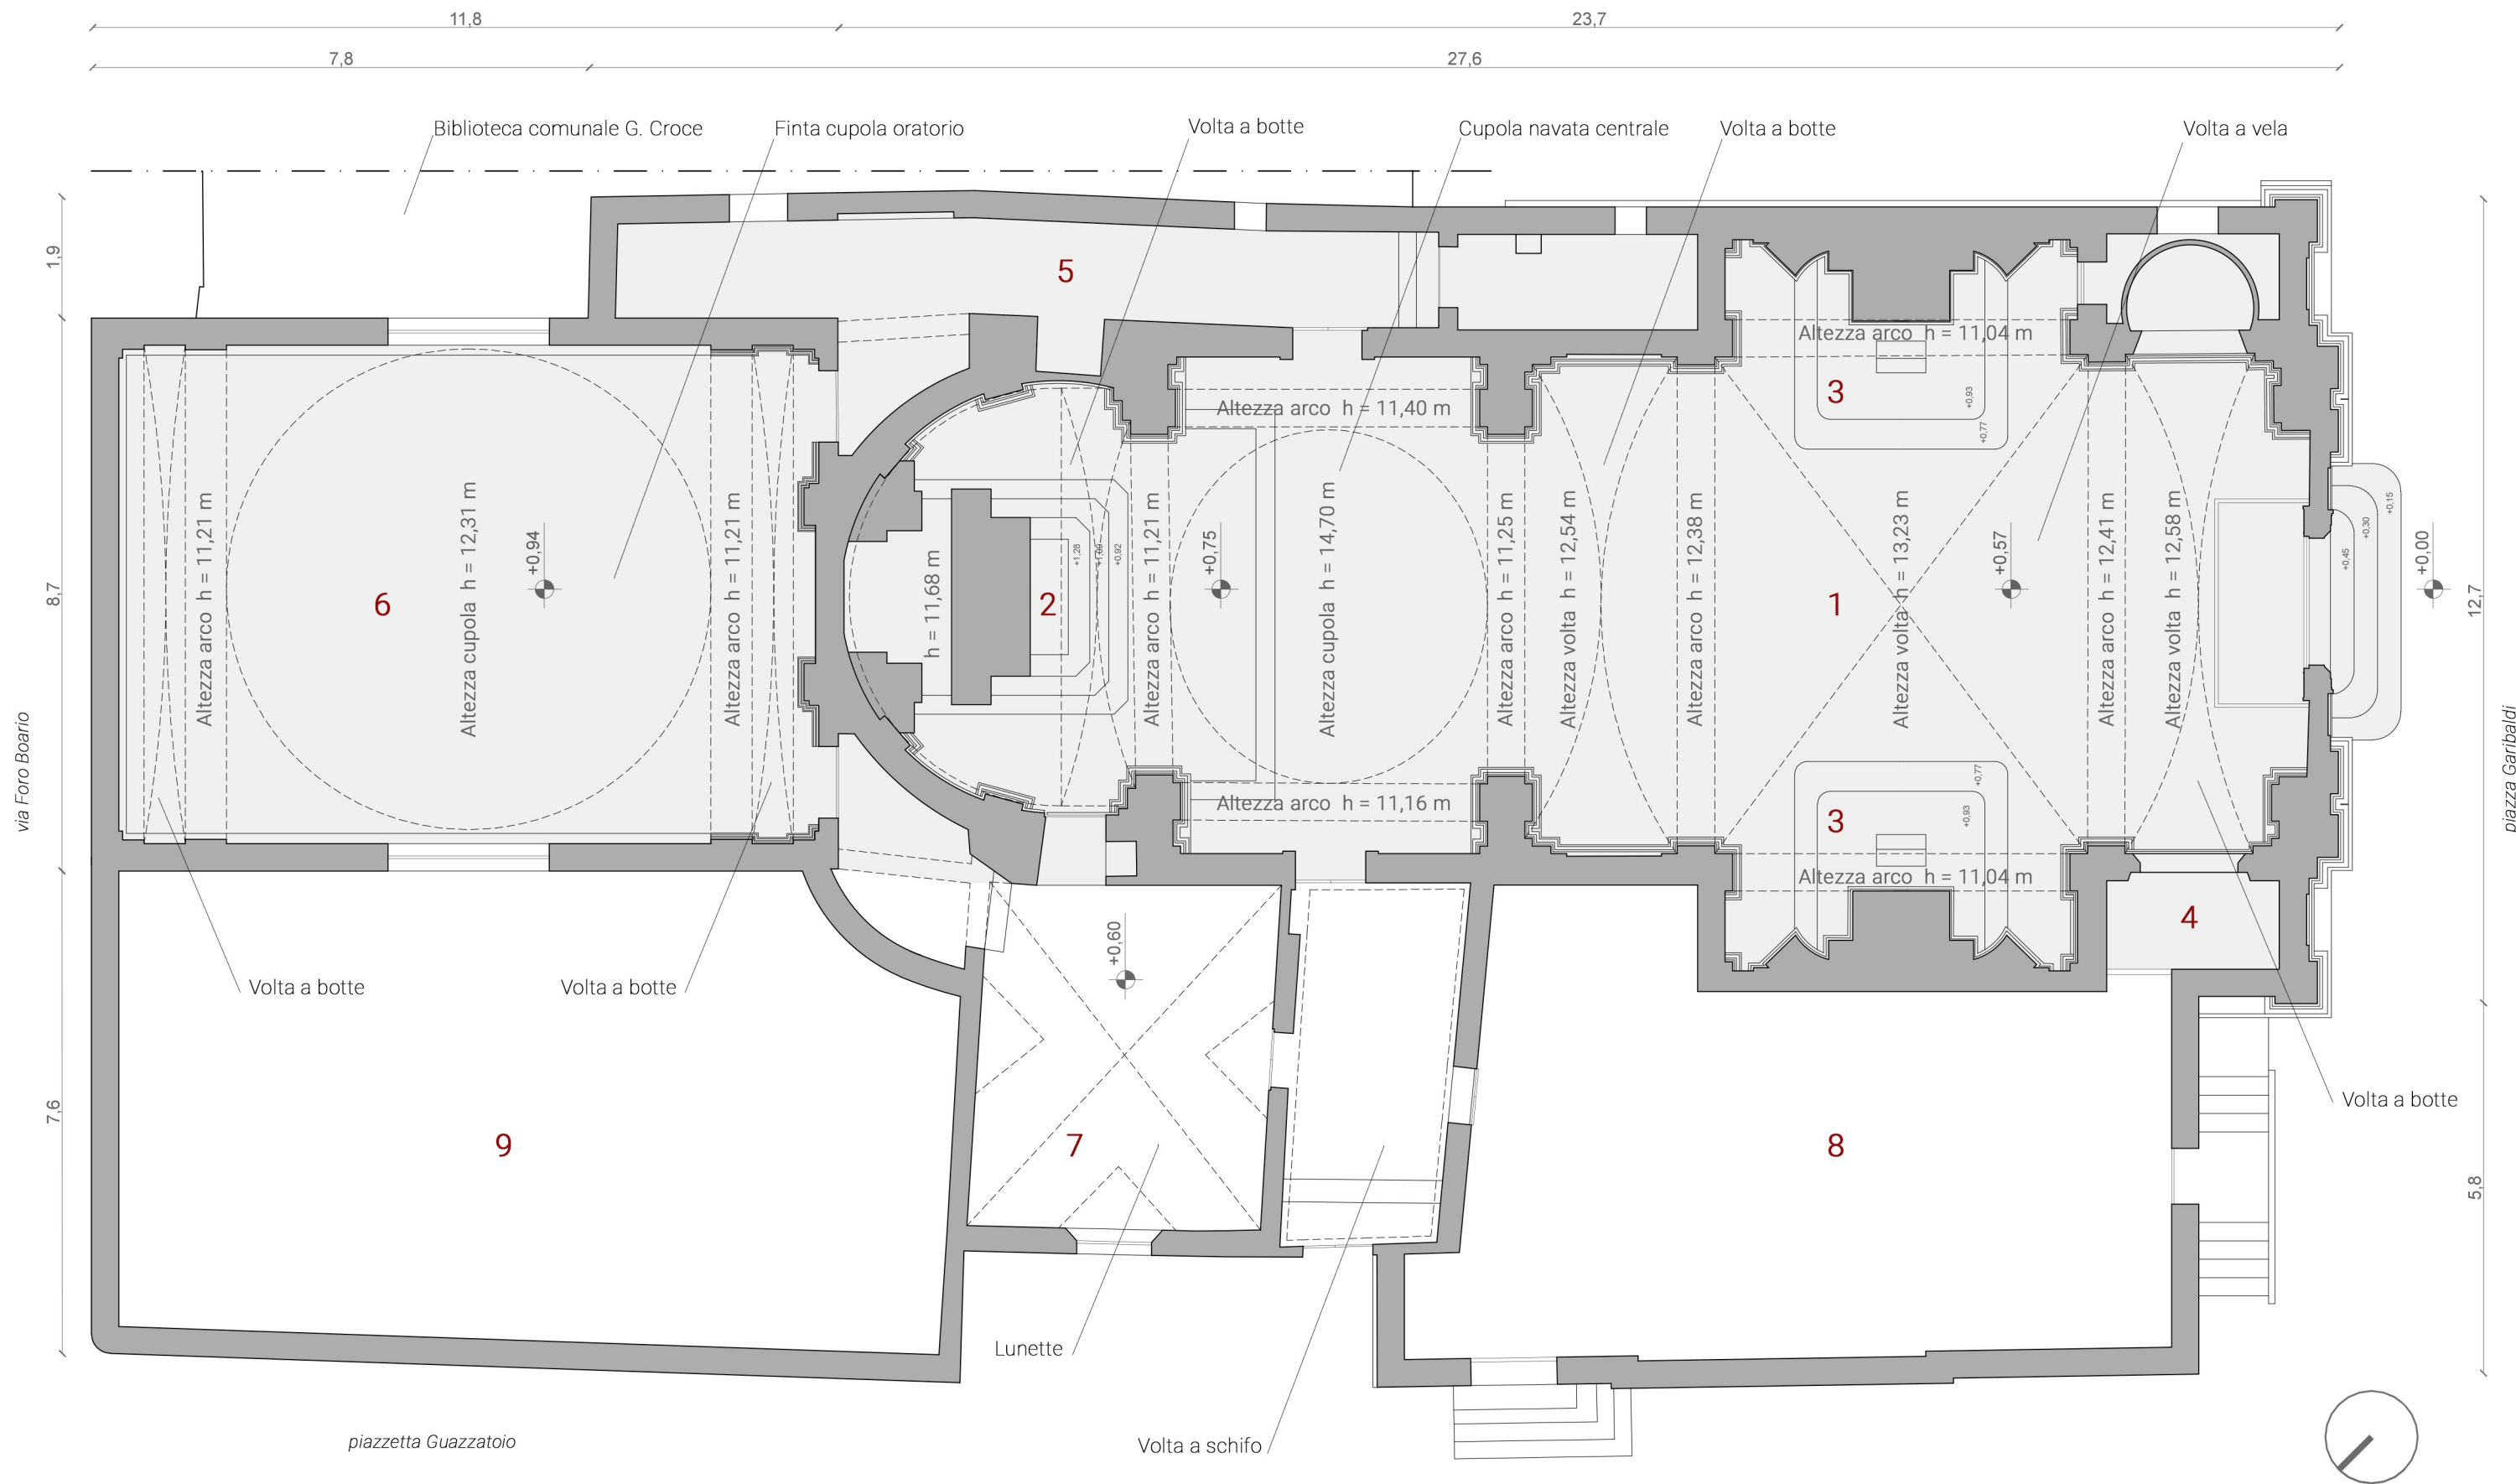 11,8
23,7
7,8
27,6
Biblioteca comunale G. Croce
Finta cupola oratorio
Volta a botte
Cupola navata centrale
Volta a botte
Volta a vela
1,9
5
Altezza arco h = 11,04 m
3
+0,93
+0,77
Altezza arco h = 11,40 m
Altezza arco h = 11,21 m
Altezza cupola h = 12,31 m
+0,94
Altezza arco h = 11,21 m
h = 11,68 m
+1,28
+1,09
+0,92
Altezza arco h = 11,21 m
+0,75
Altezza cupola h = 14,70 m
Altezza arco h = 11,25 m
Altezza volta h = 12,54 m
Altezza arco h = 12,38 m
Altezza volta h = 13,23 m
+0,57
Altezza arco h = 12,41 m
Altezza volta h = 12,58 m
+0,45
+0,30
+0,15
+0,00
8,7
6
2
1
12,7
via Foro Boario
piazza Garibaldi
+0,77
+0,93
3
Altezza arco h = 11,16 m
Altezza arco h = 11,04 m
4
+0,60
Volta a botte
Volta a botte
Volta a botte
7,6
9
7
8
5,8
Lunette
piazzetta Guazzatoio
Volta a schifo